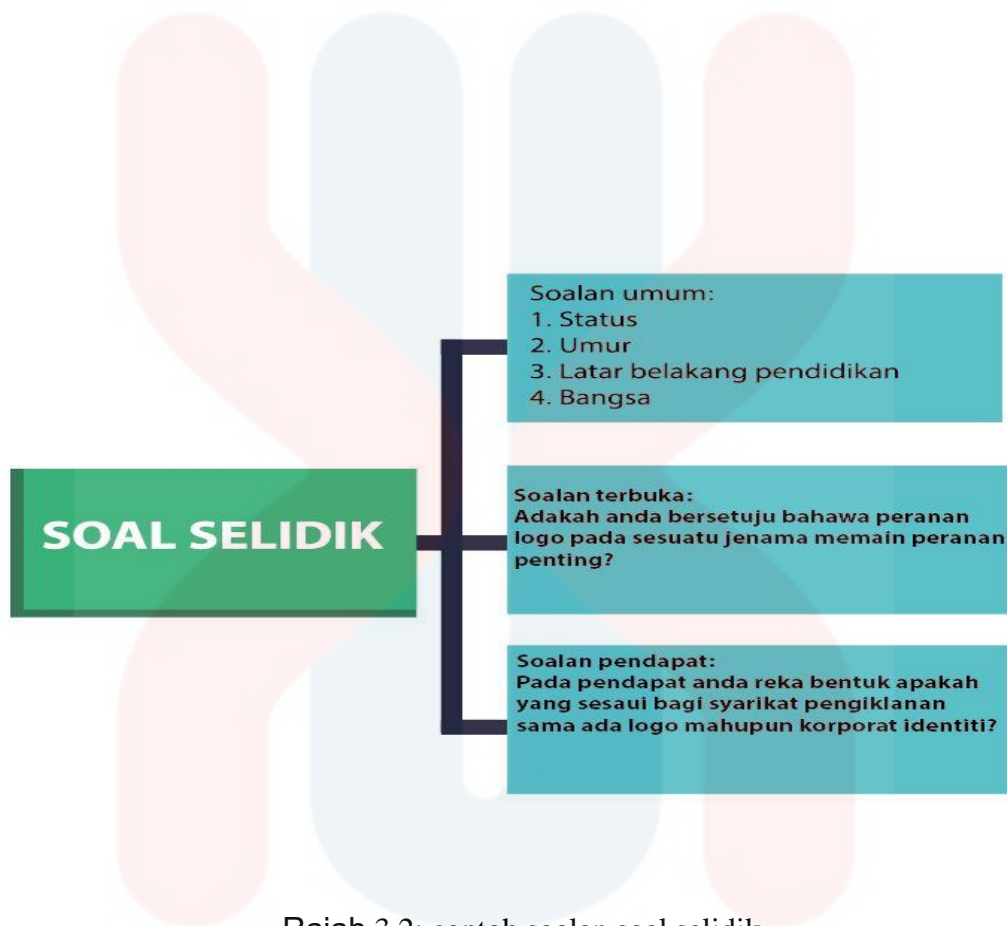 Soalan umum:
1. Status
2. Umur
3. Latar belakang pendidikan
4. Bangsa
SOAL SELIDIK
Soalan terbuka:
Adakah anda bersetuju bahawa peranan
logo pada sesuatu jenama memain peranan
penting?
Soalan pendapat:
Pada pendapat anda reka bentuk apakah
yang sesaui bagi syarikat pengiklanan
sama ada logo mahupun korporat identiti?
Rajah 3.2: contoh soalan soal selidik